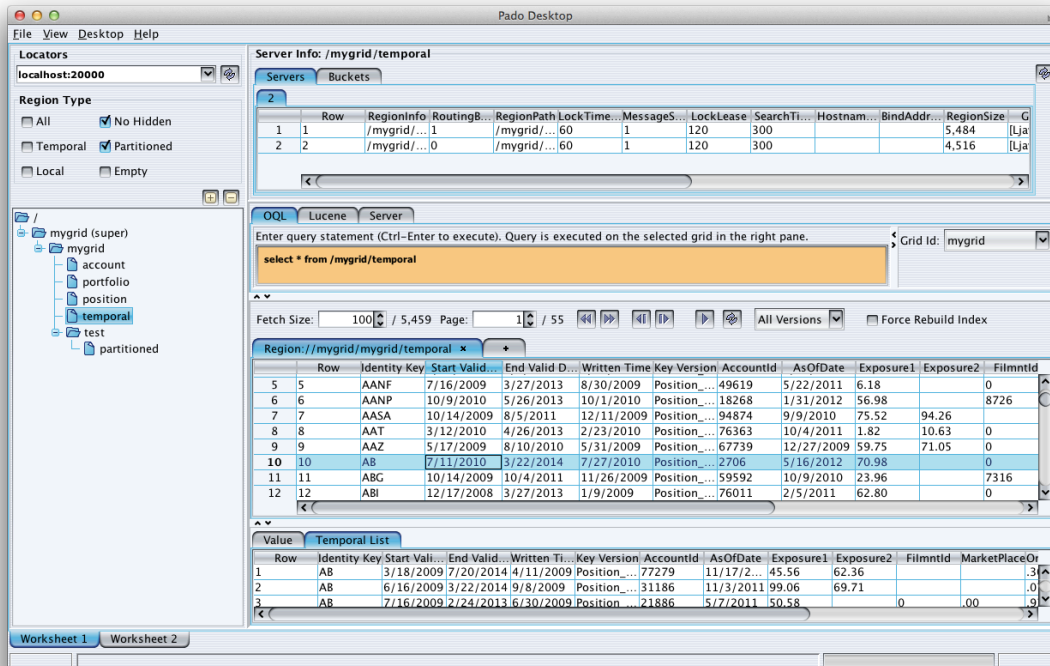 Pado Desktop
File View Desktop Help
Locators
localhost:20000
Region Type
All No Hidden
Temporal Partitioned
Local Empty
/
mygrid (super)
mygrid
account
portfolio
position
temporal
test
partitioned
Server Info: /mygrid/temporal
Servers Buckets
2
Row RegionInfo RoutingB... RegionPath LockTime... MessageS... LockLease SearchTi... Hostnam... BindAddr... RegionSize G
1 1 /mygrid/... 1 /mygrid/... 60 1 120 300 5,484 [Lja
2 2 /mygrid/... 0 /mygrid/... 60 1 120 300 4,516 [Lja
OQL Lucene Server
Enter query statement (Ctrl-Enter to execute). Query is executed on the selected grid in the right pane.
Grid Id: mygrid
select * from /mygrid/temporal
Fetch Size: 100 / 5,459 Page: 1 / 55 All Versions Force Rebuild Index
Region://mygrid/mygrid/temporal × +
Row Identity Key Start Valid... End Valid D... Written Time Key Version AccountId AsOfDate Exposure1 Exposure2 FilmntId
5 5 AANF 7/16/2009 3/27/2013 8/30/2009 Position_... 49619 5/22/2011 6.18 0
6 6 AANP 10/9/2010 5/26/2013 10/1/2010 Position_... 18268 1/31/2012 56.98 8726
7 7 AASA 10/14/2009 8/5/2011 12/11/2009 Position_... 94874 9/9/2010 75.52 94.26
8 8 AAT 3/12/2010 4/26/2013 2/23/2010 Position_... 76363 10/4/2011 1.82 10.63 0
9 9 AAZ 5/17/2009 8/10/2010 5/31/2009 Position_... 67739 12/27/2009 59.75 71.05 0
10 10 AB 7/11/2010 3/22/2014 7/27/2010 Position_... 2706 5/16/2012 70.98 0
11 11 ABG 10/14/2009 10/4/2011 11/26/2009 Position_... 59592 10/9/2010 23.96 7316
12 12 ABI 12/17/2008 3/27/2013 1/9/2009 Position_... 76011 2/5/2011 62.80 0
Value Temporal List
Row Identity Key Start Vali... End Valid... Written Ti... Key Version AccountId AsOfDate Exposure1 Exposure2 FilmntId MarketPlace Or
1 AB 3/18/2009 7/20/2014 4/11/2009 Position_... 77279 11/17/2... 45.56 62.36 .3
2 AB 6/16/2009 3/22/2014 9/8/2009 Position_... 31186 11/3/2011 99.06 69.71 .0
3 AB 7/16/2009 2/24/2013 6/30/2009 Position_... 21886 5/7/2011 50.58 0 .00 .9
Worksheet 1 Worksheet 2